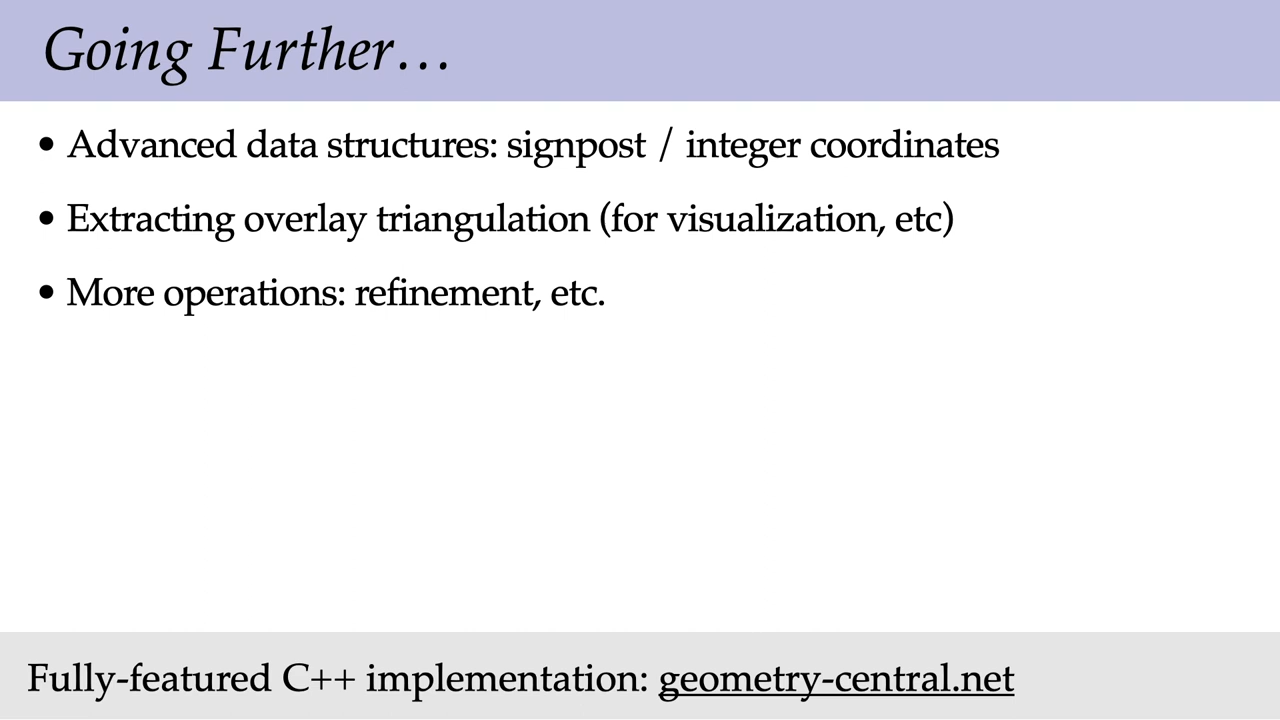 Going Further…
• Advanced data structures: signpost / integer coordinates
• Extracting overlay triangulation (for visualization, etc)
• More operations: refinement, etc.
Fully-featured C++ implementation: geometry-central.net